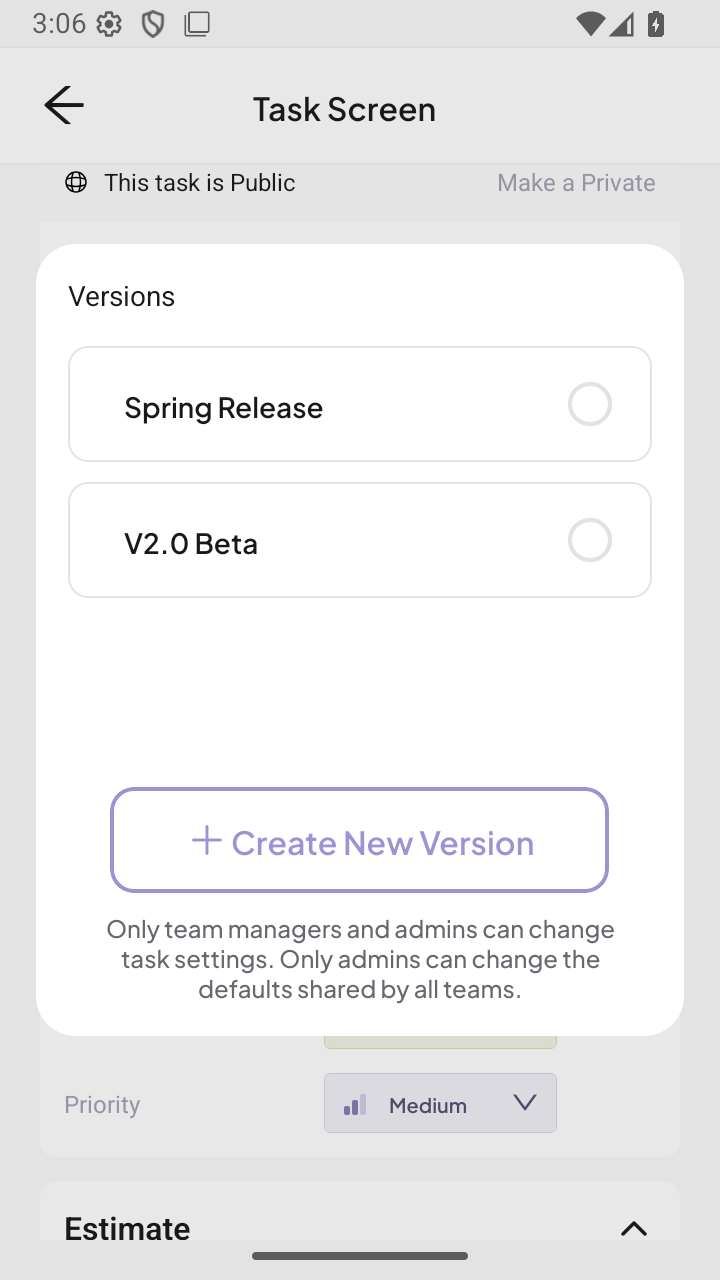 3:06
Task Screen
This task is Public
Make a Private
Versions
Spring Release
V2.0 Beta
Create New Version
Only team managers and admins can change
task settings. Only admins can change the
defaults shared by all teams.
Priority
Medium
Estimate